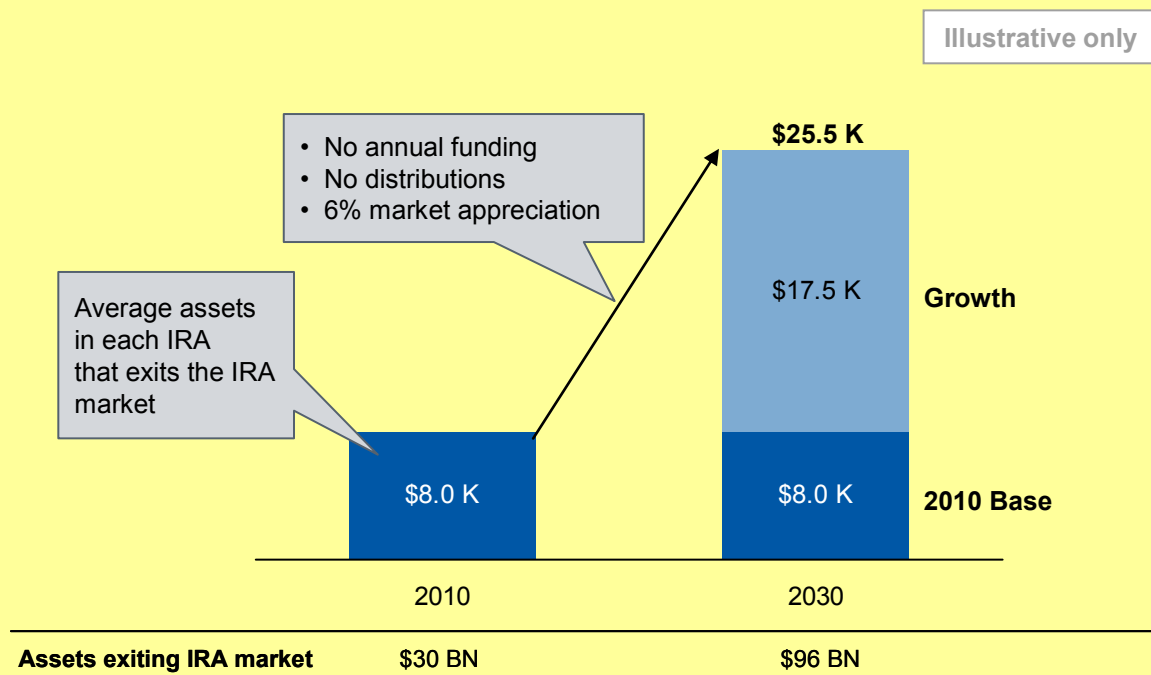 Illustrative only
• No annual funding
• No distributions
• 6% market appreciation
$25.5 K
Average assets
in each IRA
that exits the IRA
market
$17.5 K
Growth
$8.0 K
$8.0 K
2010 Base
2010
2030
Assets exiting IRA market
$30 BN
$96 BN